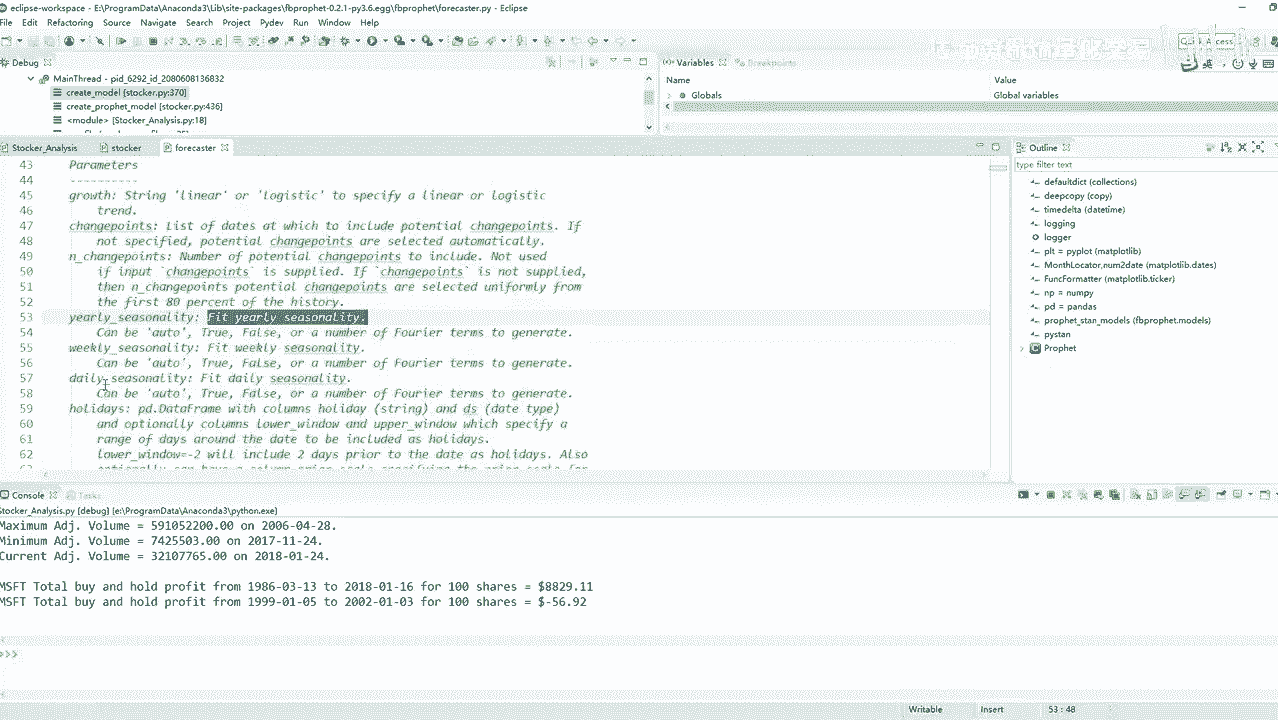 eclipse-workspace - E:\ProgramData\Anaconda3\Lib\site-packages\fbprophet-0.2.1-py3.6.egg\fbprophet\forecaster.py - Eclipse
File Edit Refactoring Source Navigate Search Project Pydev Run Window Help
Debug
MainThread - pid_6292_id_2080608136832
create_model [stocker.py:370]
create_prophet_model [stocker.py:436]
<module> [Stocker_Analysis.py:18]
Variables Breakpoints
Name Value
Globals Global variables
Stocker_Analysis stocker forecaster
43 Parameters
44 ----------
45 growth: String 'linear' or 'logistic' to specify a linear or logistic
46 trend.
47 changepoints: List of dates at which to include potential changepoints. If
48 not specified, potential changepoints are selected automatically.
49 n_changepoints: Number of potential changepoints to include. Not used
50 if input `changepoints` is supplied. If `changepoints` is not supplied,
51 then n_changepoints potential changepoints are selected uniformly from
52 the first 80 percent of the history.
53 yearly_seasonality: Fit yearly seasonality.
54 Can be 'auto', True, False, or a number of Fourier terms to generate.
55 weekly_seasonality: Fit weekly seasonality.
56 Can be 'auto', True, False, or a number of Fourier terms to generate.
57 daily_seasonality: Fit daily seasonality.
58 Can be 'auto', True, False, or a number of Fourier terms to generate.
59 holidays: pd.DataFrame with columns holiday (string) and ds (date type)
60 and optionally columns lower_window and upper_window which specify a
61 range of days around the date to be included as holidays.
62 lower_window=-2 will include 2 days prior to the date as holidays. Also
Outline
type filter text
defaultdict (collections)
deepcopy (copy)
timedelta (datetime)
logging
logger
plt = pyplot (matplotlib)
MonthLocator,num2date (matplotlib.dates)
FuncFormatter (matplotlib.ticker)
np = numpy
pd = pandas
prophet_stan_models (fbprophet.models)
pystan
Prophet
Console Tasks
Stocker_Analysis.py [debug] [e:\ProgramData\Anaconda3\python.exe]
Maximum Adj. Volume = 591052200.00 on 2006-04-28.
Minimum Adj. Volume = 7425503.00 on 2017-11-24.
Current Adj. Volume = 32107765.00 on 2018-01-24.
MSFT Total buy and hold profit from 1986-03-13 to 2018-01-16 for 100 shares = $8829.11
MSFT Total buy and hold profit from 1999-01-05 to 2002-01-03 for 100 shares = $-56.92
>>>
Writable Insert 53 : 48